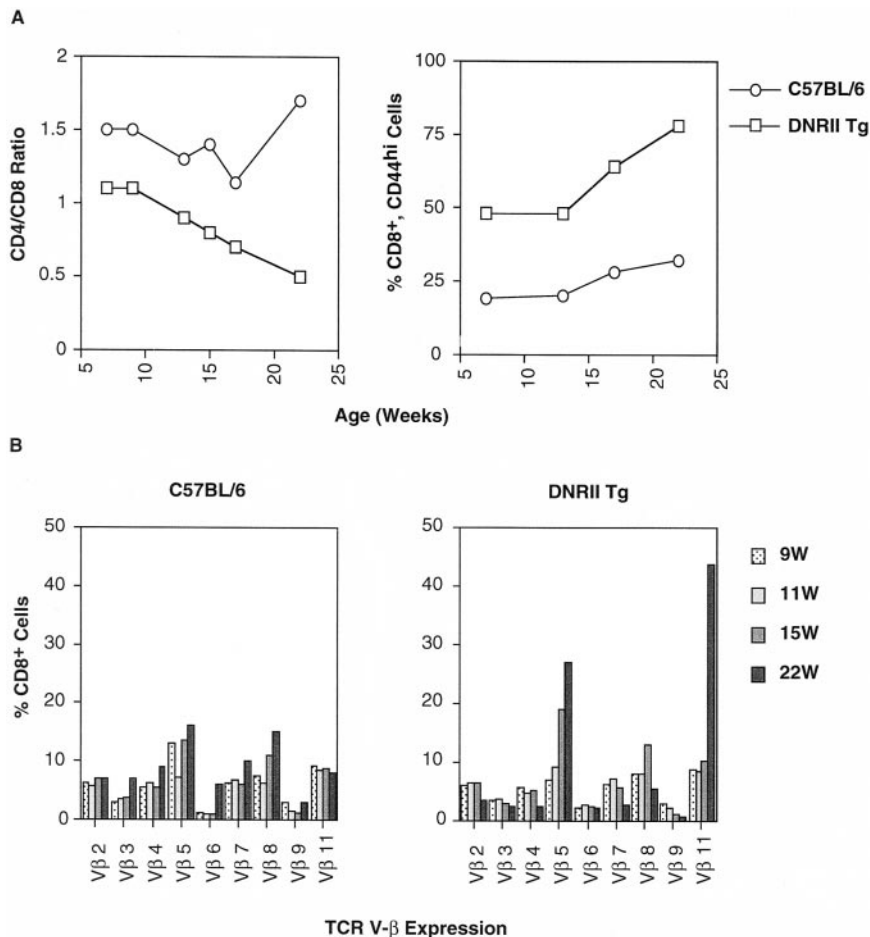 A
CD4/CD8 Ratio
2
1.5
1
0.5
0
5
10
15
20
25
% CD8+, CD44hi Cells
100
75
50
25
0
5
10
15
20
25
C57BL/6
DNRII Tg
Age (Weeks)
B
C57BL/6
% CD8+ Cells
50
40
30
20
10
0
Vβ 2
Vβ 3
Vβ 4
Vβ 5
Vβ 6
Vβ 7
Vβ 8
Vβ 9
Vβ 11
DNRII Tg
50
40
30
20
10
0
Vβ 2
Vβ 3
Vβ 4
Vβ 5
Vβ 6
Vβ 7
Vβ 8
Vβ 9
Vβ 11
9W
11W
15W
22W
TCR V-β Expression